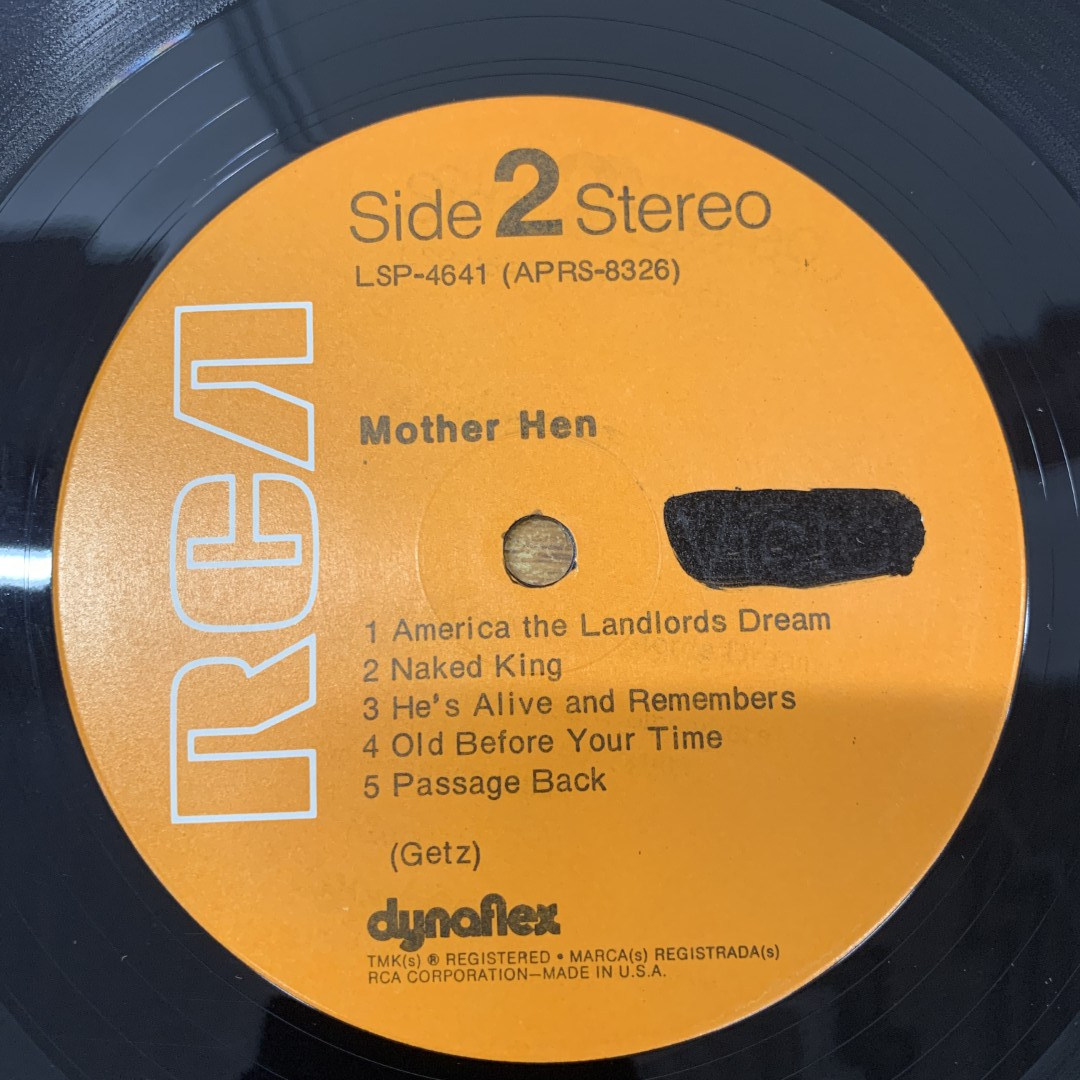 Side 2 Stereo
LSP-4641 (APRS-8326)
RCA
Mother Hen
1 America the Landlords Dream
2 Naked King
3 He's Alive and Remembers
4 Old Before Your Time
5 Passage Back
(Getz)
dynaflex
TMK(s) ® REGISTERED • MARCA(s) REGISTRADA(s)
RCA CORPORATION—MADE IN U.S.A.